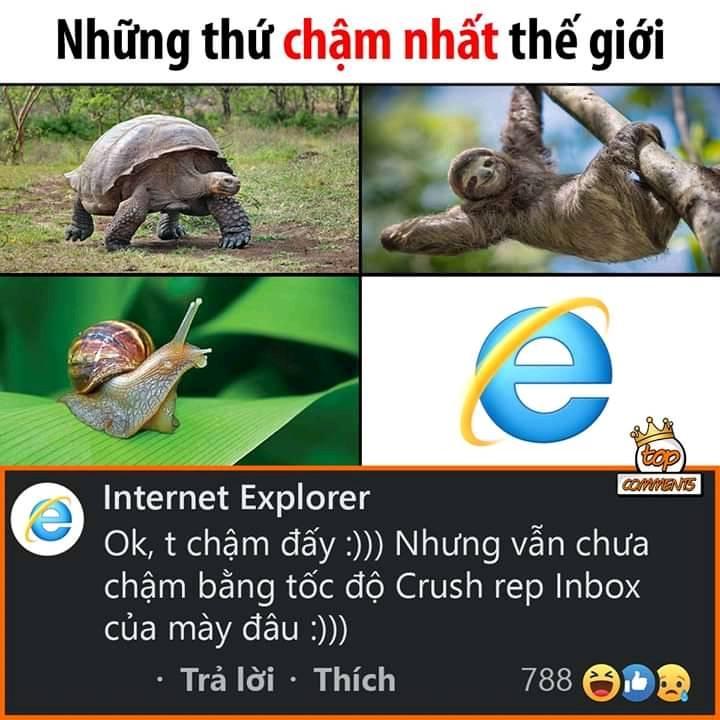 Những thứ chậm nhất thế giới
top
COMMENTS
Internet Explorer
Ok, t chậm đấy :))) Nhưng vẫn chưa
chậm bằng tốc độ Crush rep Inbox
của mày đâu :)))
· Trả lời · Thích 788